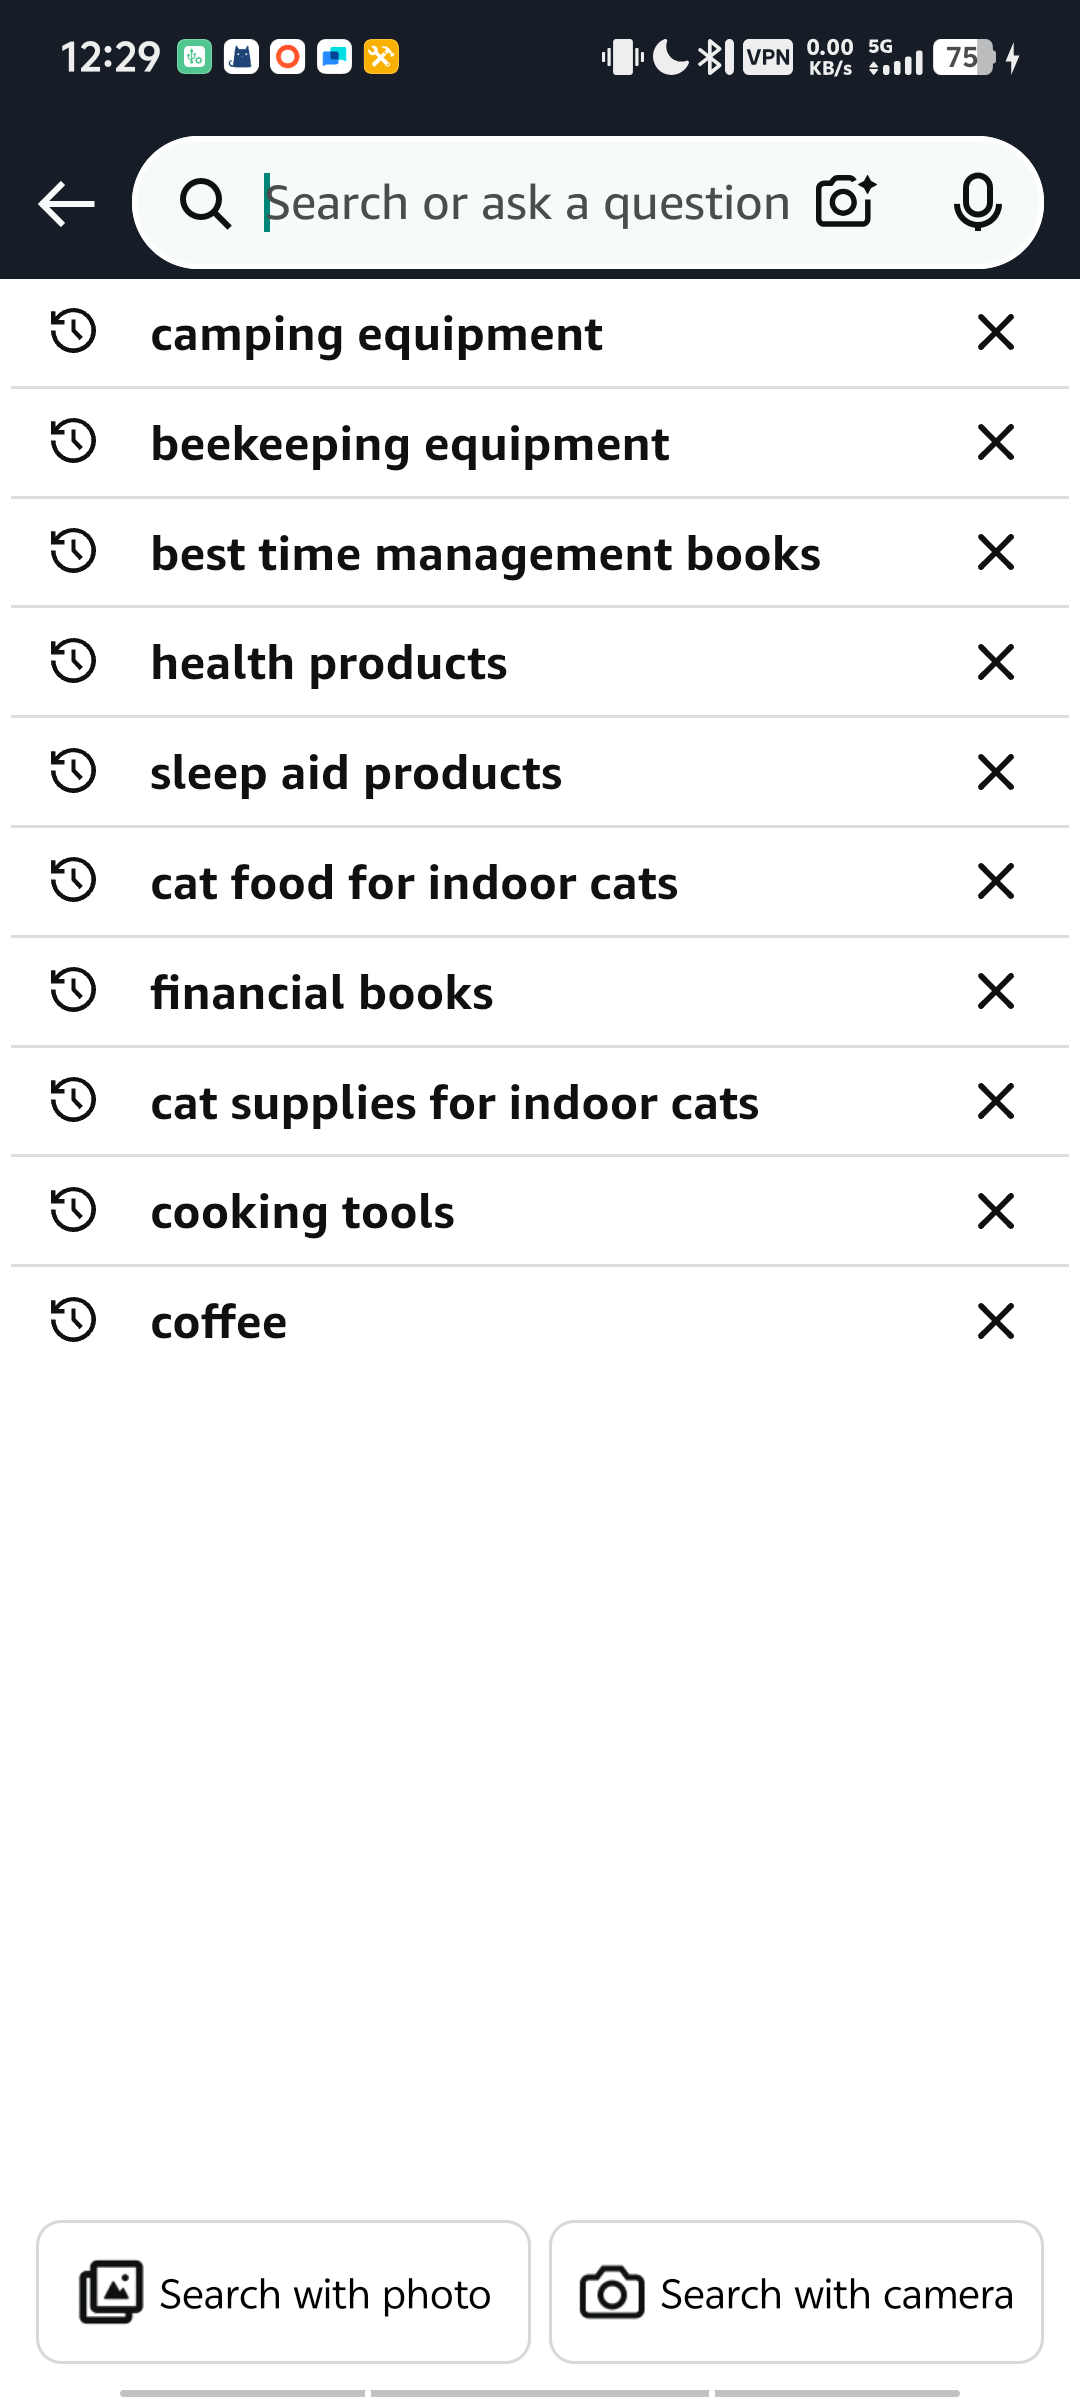 12:29 VPN 0.00 KB/s 5G 75
Search or ask a question
camping equipment
beekeeping equipment
best time management books
health products
sleep aid products
cat food for indoor cats
financial books
cat supplies for indoor cats
cooking tools
coffee
Search with photo Search with camera